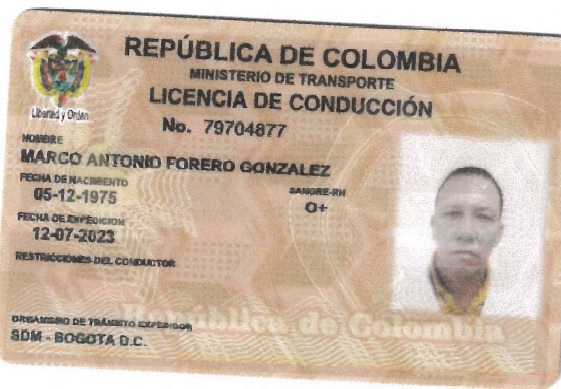 REPÚBLICA DE COLOMBIA
MINISTERIO DE TRANSPORTE
LICENCIA DE CONDUCCIÓN
Libertad y Orden
No. 79704877
NOMBRE
MARCO ANTONIO FORERO GONZALEZ
FECHA DE NACIMIENTO
05-12-1975
SANGRE-RH
O+
FECHA DE EXPEDICION
12-07-2023
RESTRICCIONES DEL CONDUCTOR
ORGANISMO DE TRÁNSITO EXPEDIDOR
República de Colombia
SDM - BOGOTA D.C.